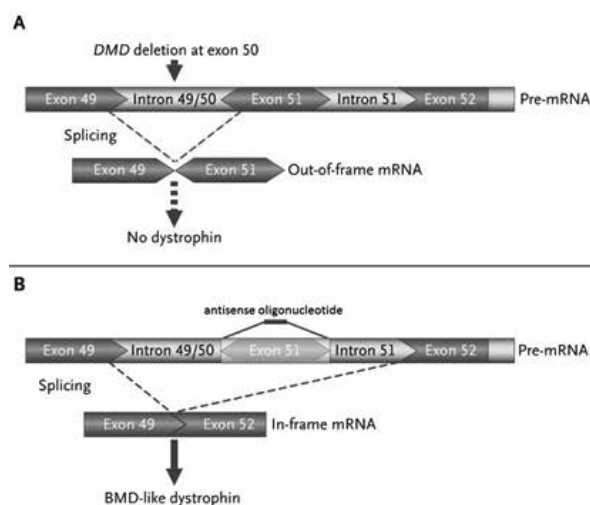 A
DMD deletion at exon 50
Exon 49 Intron 49/50 Exon 51 Intron 51 Exon 52 Pre-mRNA
Splicing
Exon 49 Exon 51 Out-of-frame mRNA
No dystrophin
B
antisense oligonucleotide
Exon 49 Intron 49/50 Exon 51 Intron 51 Exon 52 Pre-mRNA
Splicing
Exon 49 Exon 52 In-frame mRNA
BMD-like dystrophin